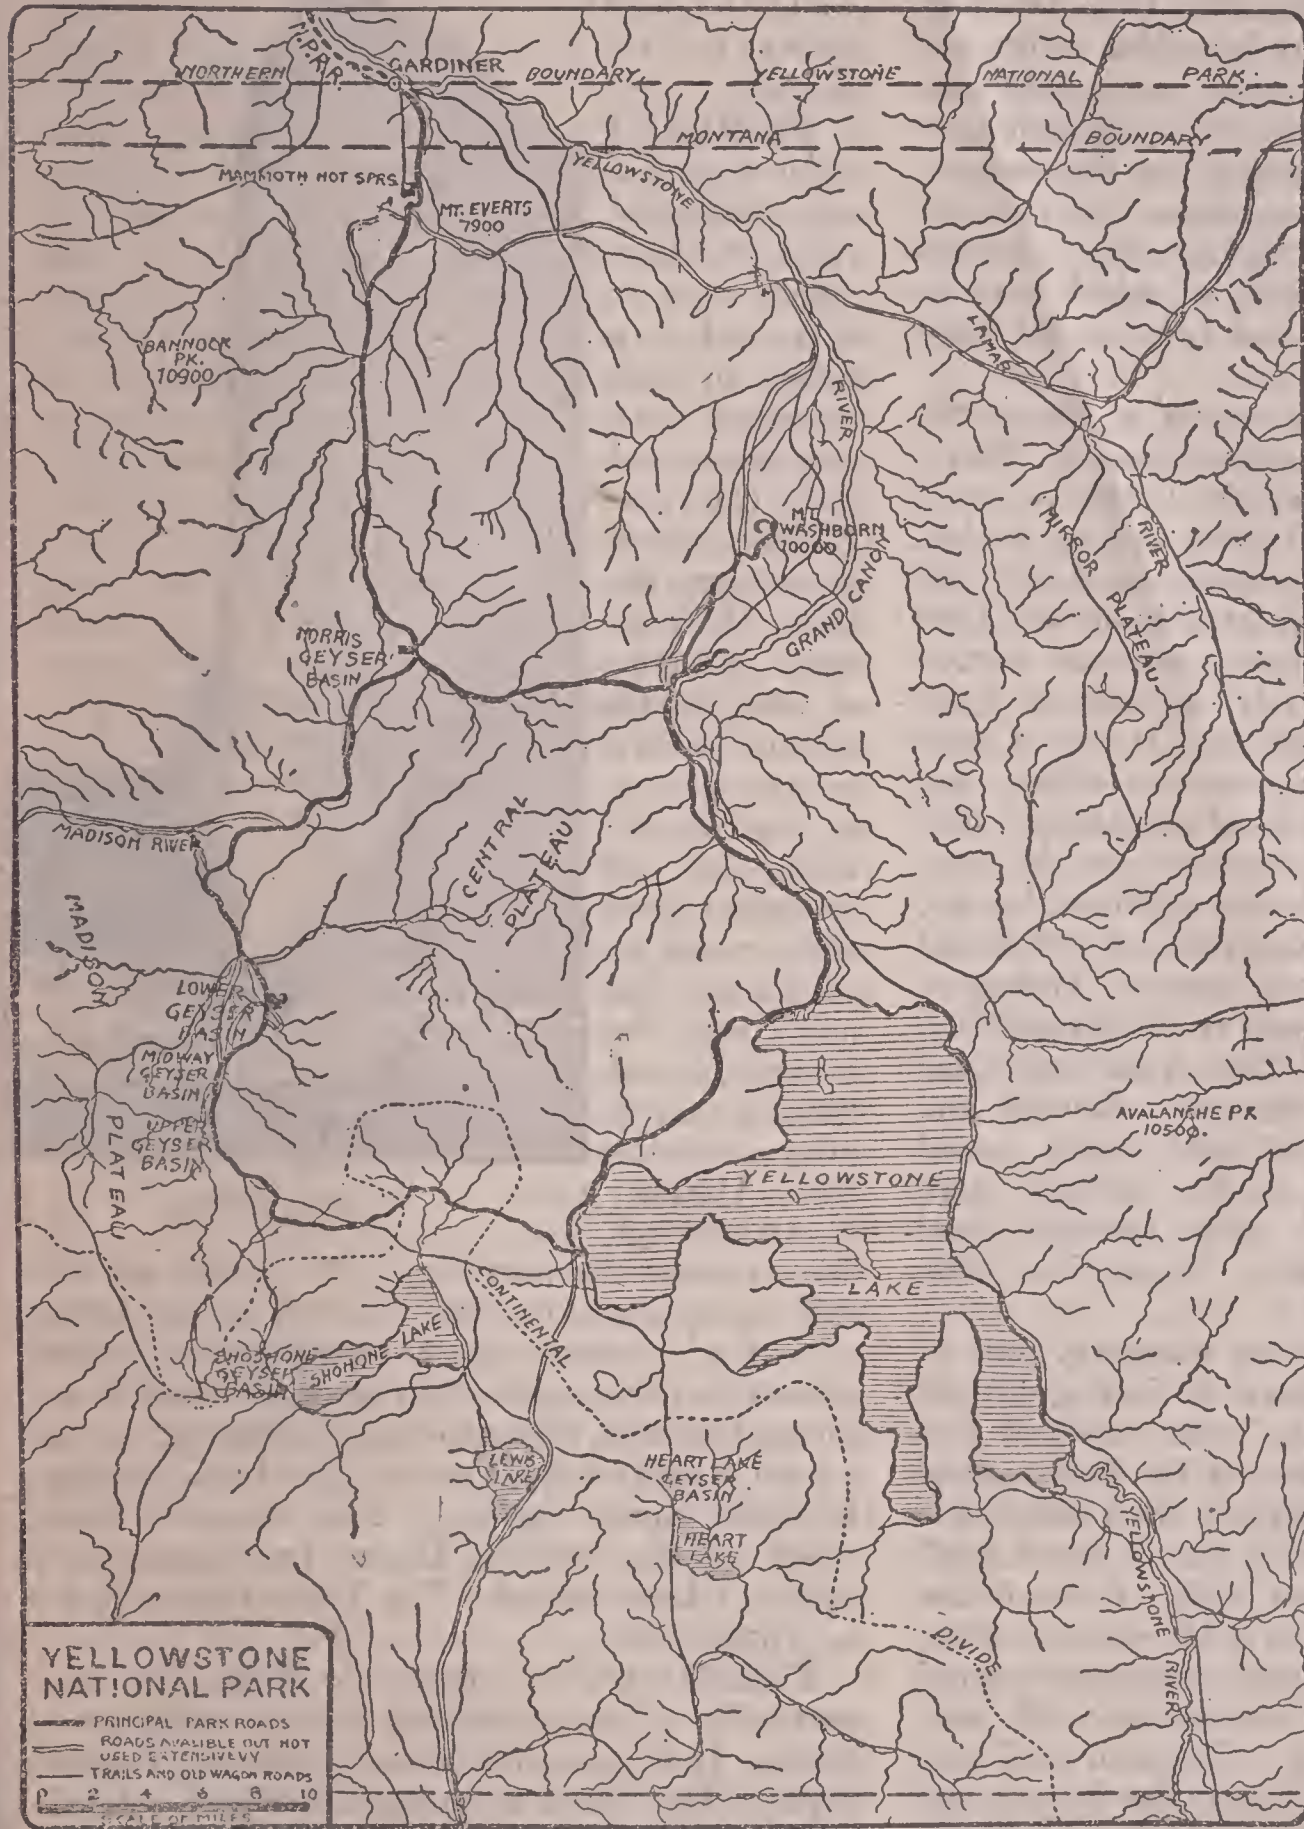 N.P.R.R.
GARDINER
NORTHERN BOUNDARY YELLOWSTONE NATIONAL PARK.
MONTANA BOUNDARY
MAMMOTH HOT SPRS.
YELLOWSTONE
MT. EVERTS
7900
BANNOCK
PK.
10900
LAMAR
RIVER
MT.
WASHBORN
10000
GRAND CANON
MIRROR
PLATEAU
RIVER
NORRIS
GEYSER
BASIN
MADISON RIVER
CENTRAL
PLATEAU
MADISON
PLATEAU
LOWER
GEYSER
BASIN
MIDWAY
GEYSER
BASIN
UPPER
GEYSER
BASIN
AVALANCHE PK
10500.
YELLOWSTONE
LAKE
CONTINENTAL
SHOSHONE
GEYSER
BASIN
SHOHONE LAKE
LEWIS
LAKE
HEART LAKE
GEYSER
BASIN
HEART
LAKE
YELLOWSTONE
RIVER
DIVIDE
YELLOWSTONE
NATIONAL PARK
PRINCIPAL PARK ROADS
ROADS AVALIBLE BUT NOT
USED EXTENSIVEVY
TRAILS AND OLD WAGON ROADS
0 2 4 6 8 10
SCALE OF MILES